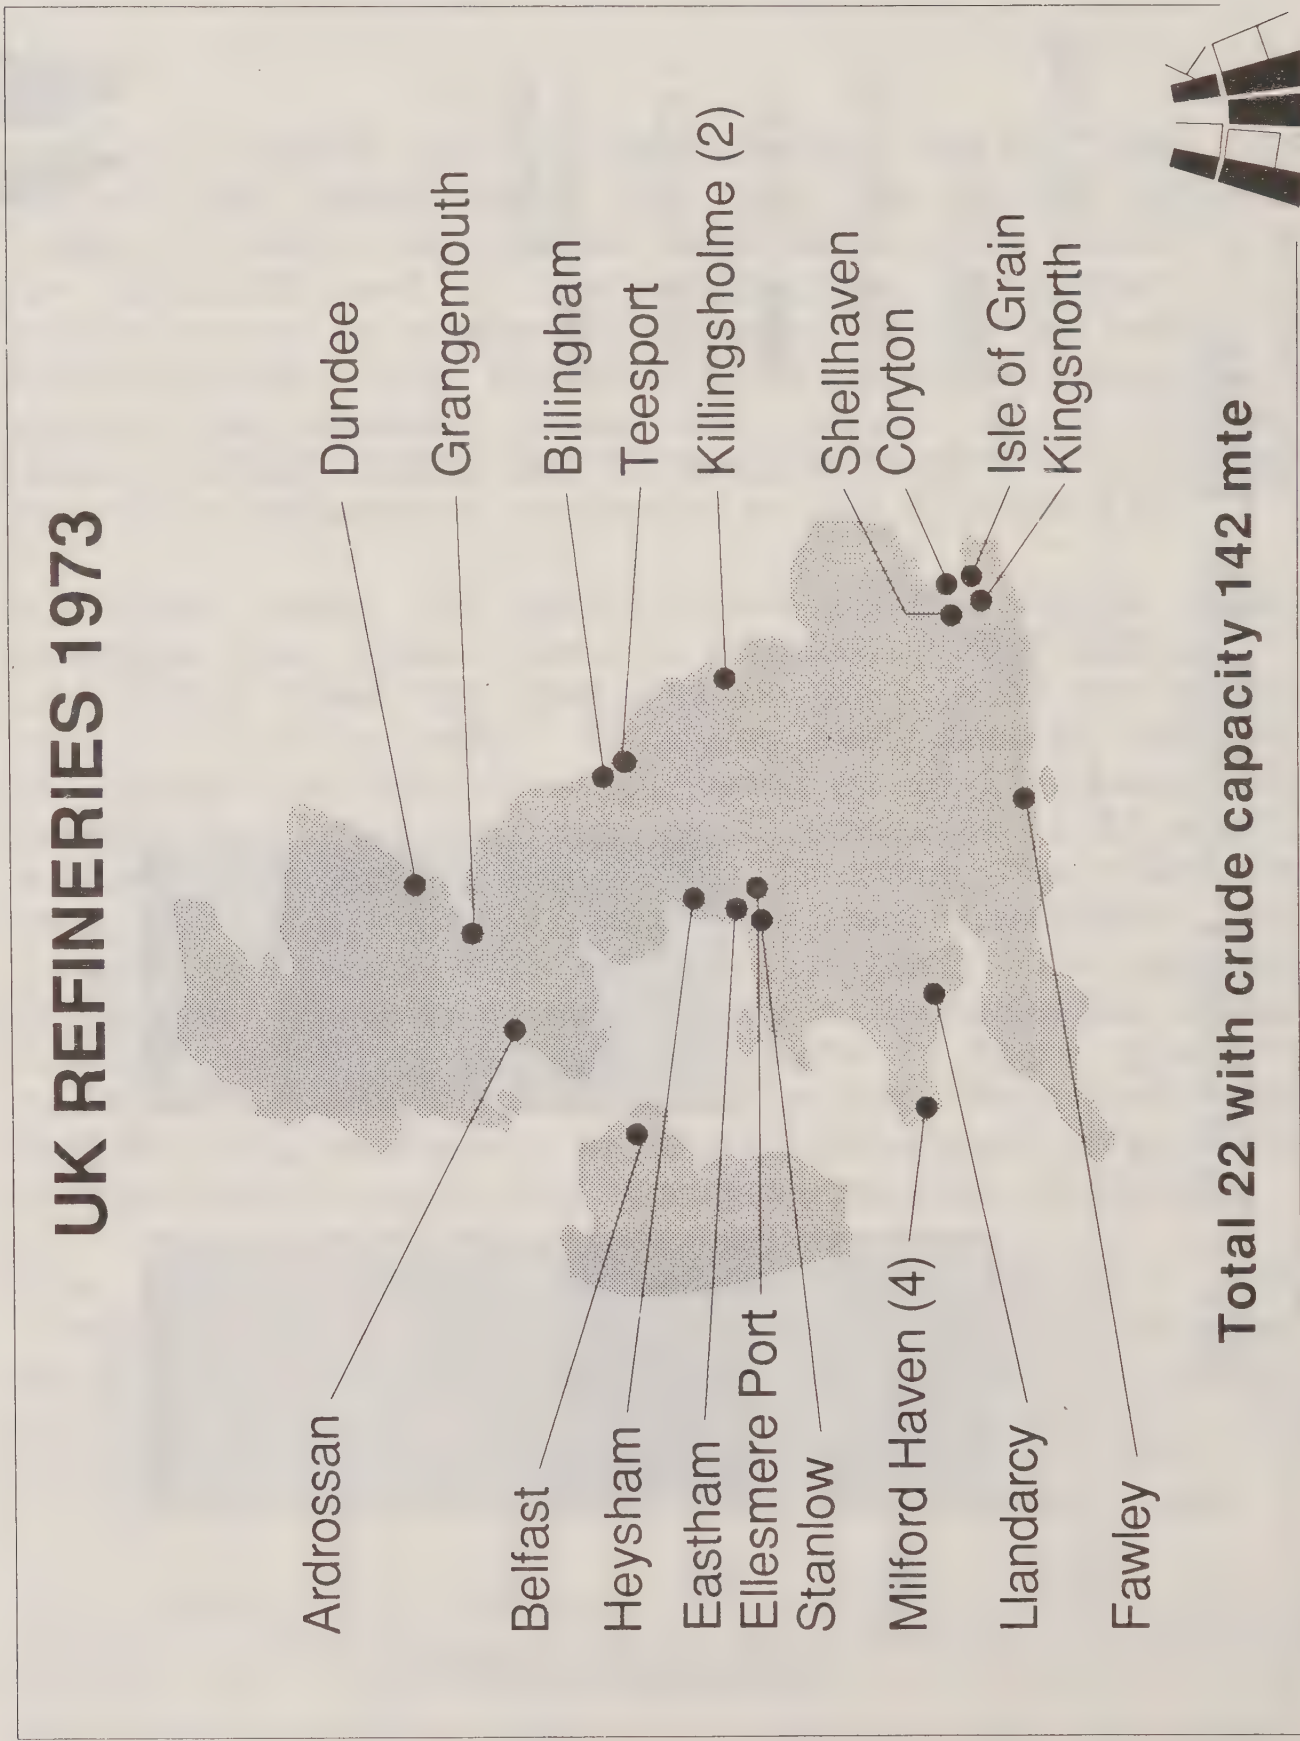 UK REFINERIES 1973
Ardrossan
Belfast
Heysham
Eastham
Ellesmere Port
Stanlow
Milford Haven (4)
Llandarcy
Fawley
Dundee
Grangemouth
Billingham
Teesport
Killingsholme (2)
Shellhaven
Coryton
Isle of Grain
Kingsnorth
Total 22 with crude capacity 142 mte